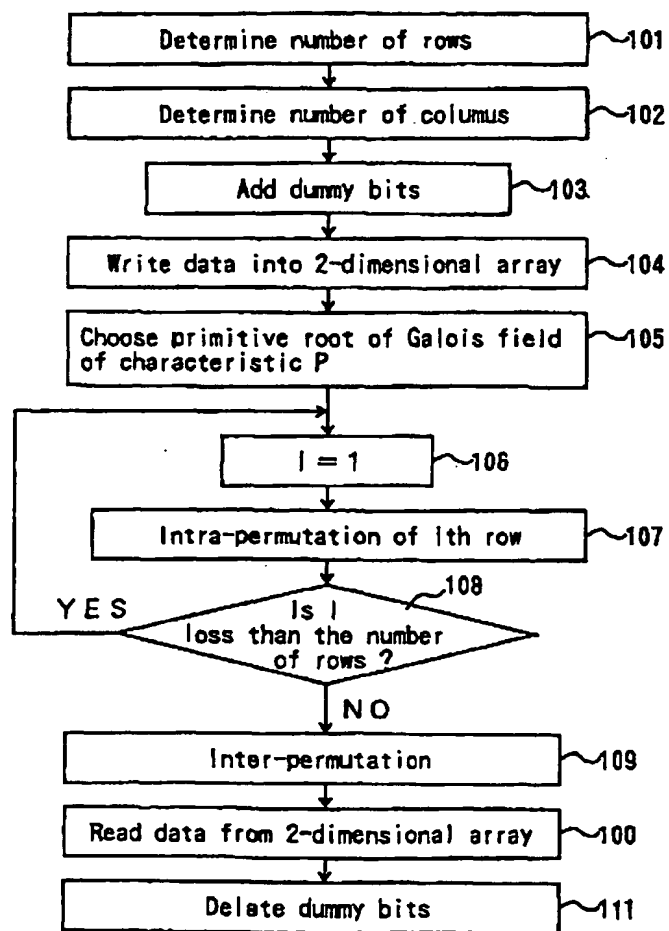 Determine number of rows 101
Determine number of columus 102
Add dummy bits 103
Write data into 2-dimensional array 104
Choose primitive root of Galois field
of characteristic P 105
I = 1 106
Intra-permutation of Ith row 107
108
YES
Is I
loss than the number
of rows ?
NO
Inter-permutation 109
Read data from 2-dimensional array 100
Delate dummy bits 111